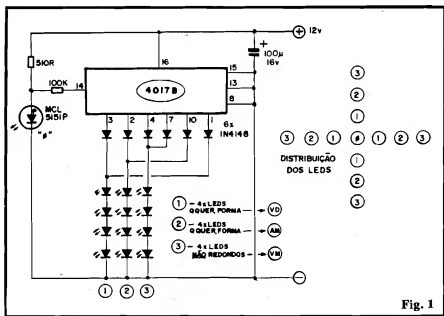 + 12v
510R
100K
14
16
+
100µ
16v
4017B
15
13
8
MCL
5151P
"ø"
3 2 4 7 10 1
6x
1N4148
3
2
1
3 2 1 ø 1 2 3
1
2
3
DISTRIBUIÇÃO
DOS LEDS
1 - 4x LEDS
QQUER. FORMA → VD
2 - 4x LEDS
QQUER. FORMA → AM
3 - 4x LEDS
NÃO REDONDOS → VM
1 2 3
−
Fig. 1